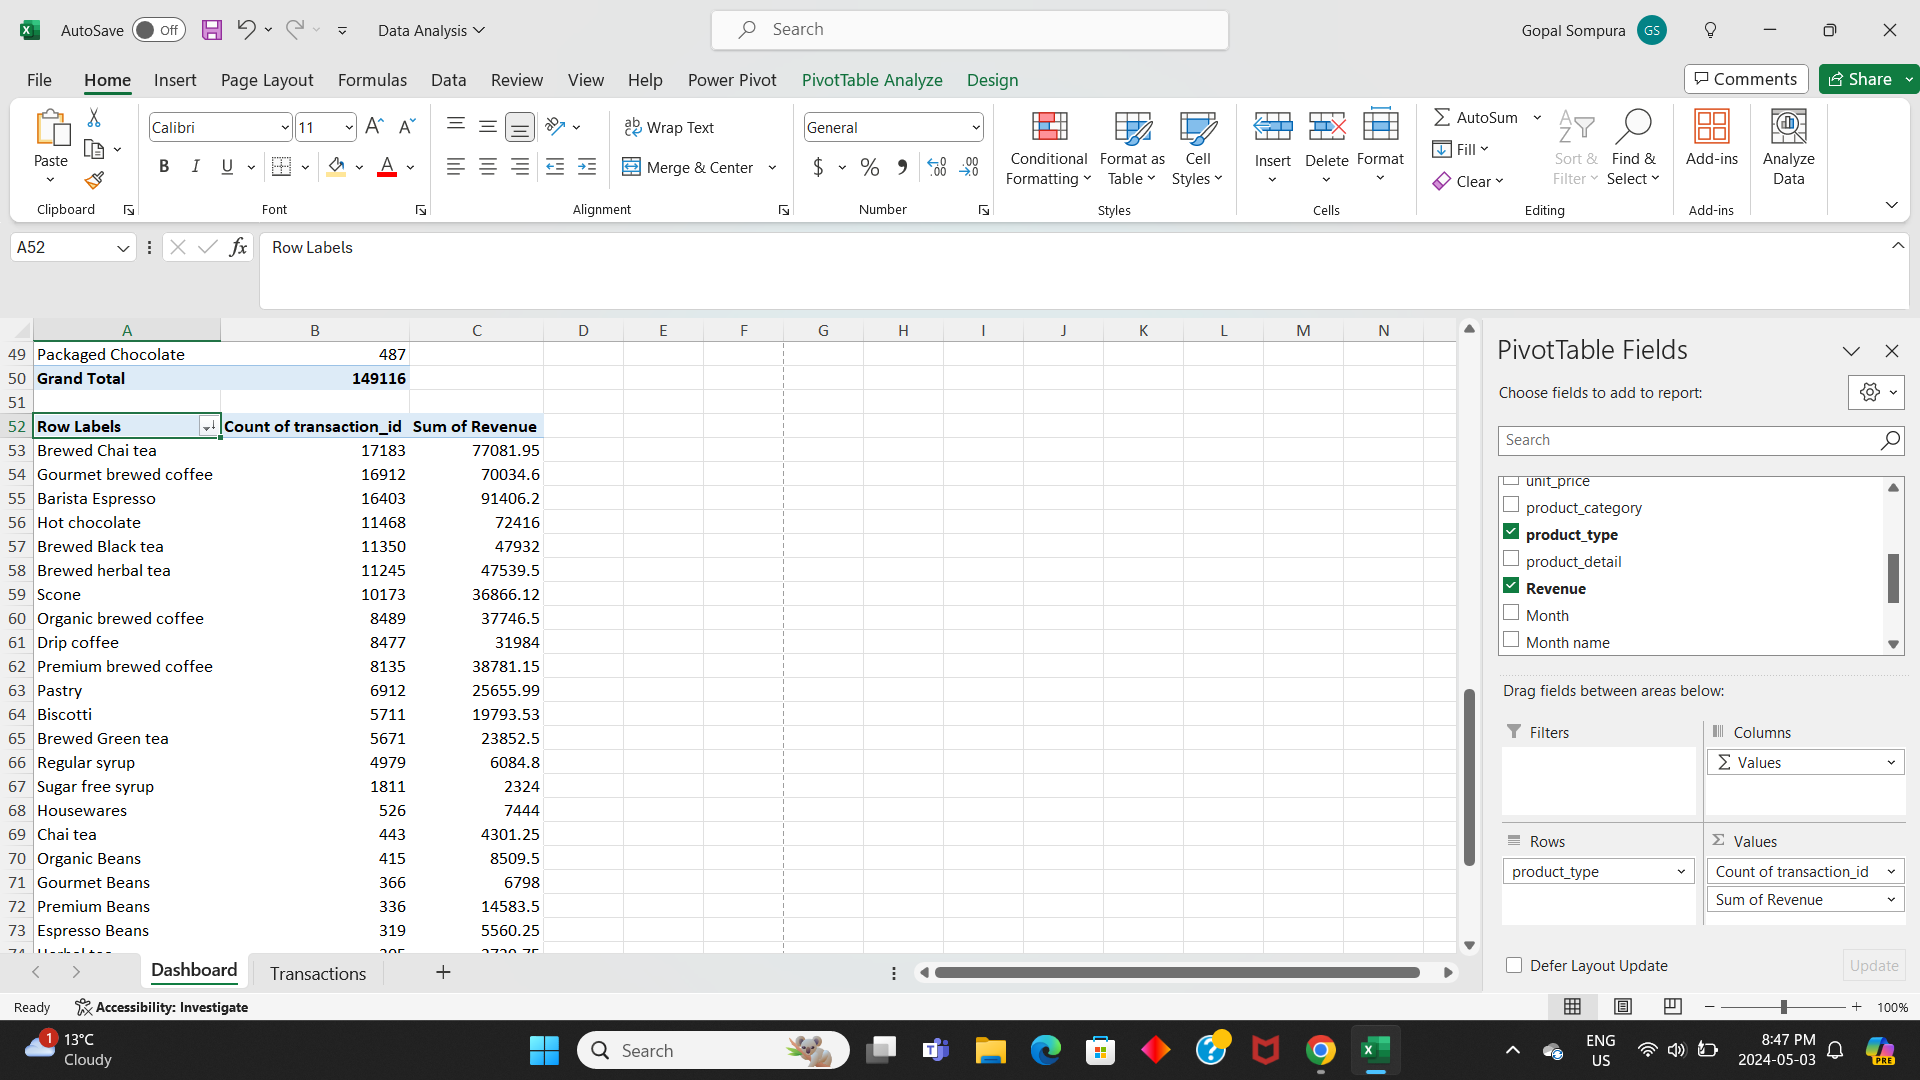 AutoSave Off Data Analysis Search Gopal Sompura GS
File Home Insert Page Layout Formulas Data Review View Help Power Pivot PivotTable Analyze Design Comments Share
Paste
Calibri 11
B I U A
Wrap Text
Merge & Center
General
$ % 9
Conditional Formatting
Format as Table
Cell Styles
Insert Delete Format
AutoSum
Fill
Clear
Sort & Filter
Find & Select
Add-ins
Analyze Data
Clipboard Font Alignment Number Styles Cells Editing Add-ins
A52 fx Row Labels
A B C D E F G H I J K L M N
49 Packaged Chocolate 487
50 Grand Total 149116
51
52 Row Labels Count of transaction_id Sum of Revenue
53 Brewed Chai tea 17183 77081.95
54 Gourmet brewed coffee 16912 70034.6
55 Barista Espresso 16403 91406.2
56 Hot chocolate 11468 72416
57 Brewed Black tea 11350 47932
58 Brewed herbal tea 11245 47539.5
59 Scone 10173 36866.12
60 Organic brewed coffee 8489 37746.5
61 Drip coffee 8477 31984
62 Premium brewed coffee 8135 38781.15
63 Pastry 6912 25655.99
64 Biscotti 5711 19793.53
65 Brewed Green tea 5671 23852.5
66 Regular syrup 4979 6084.8
67 Sugar free syrup 1811 2324
68 Housewares 526 7444
69 Chai tea 443 4301.25
70 Organic Beans 415 8509.5
71 Gourmet Beans 366 6798
72 Premium Beans 336 14583.5
73 Espresso Beans 319 5560.25
PivotTable Fields
Choose fields to add to report:
Search
unit_price
product_category
product_type
product_detail
Revenue
Month
Month name
Drag fields between areas below:
Filters
Columns
Values
Rows
product_type
Values
Count of transaction_id
Sum of Revenue
Defer Layout Update Update
Dashboard Transactions
Ready Accessibility: Investigate 100%
1 13°C
Cloudy
Search
ENG
US
8:47 PM
2024-05-03
PRE